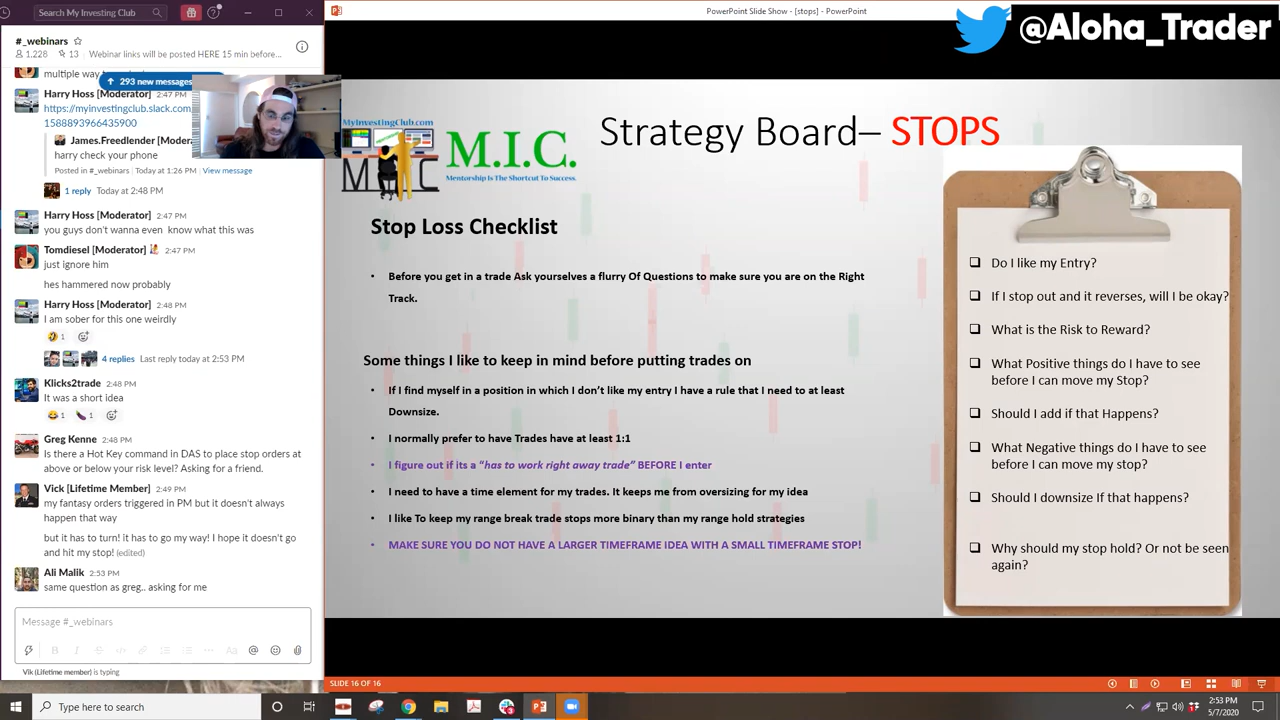 Search MIC Slack
PowerPoint Slide Show - [stops] - PowerPoint
@Aloha_Trader
#_webinars
1,228
13
Webinar links will be posted HERE 15 min before...
multiple way
293 new messages
Harry Hoss [Moderator] 2:47 PM
https://myinvestingclub.slack.com
1588893966435900
James.Freedlender [Modera
harry check your phone
Posted in #_webinars | Today at 1:26 PM | View message
1 reply Today at 2:48 PM
Harry Hoss [Moderator] 2:47 PM
you guys don't wanna even know what this was
Tomdiesel [Moderator] 2:47 PM
just ignore him
hes hammered now probably
Harry Hoss [Moderator] 2:48 PM
I am sober for this one weirdly
1
4 replies Last reply today at 2:53 PM
Klicks2trade 2:48 PM
It was a short idea
1 1
Greg Kenne 2:48 PM
Is there a Hot Key command in DAS to place stop orders at
above or below your risk level? Asking for a friend.
Vick [Lifetime Member] 2:49 PM
my fantasy orders triggered in PM but it doesn't always
happen that way
but it has to turn! it has to go my way! I hope it doesn't go
and hit my stop! (edited)
Ali Malik 2:53 PM
same question as greg.. asking for me
Message #_webinars
B I S Aa @
Vik (Lifetime member) is typing
MyInvestingClub.com
MIC
M.I.C.
Mentorship Is The Shortcut To Success.
Strategy Board– STOPS
Stop Loss Checklist
• Before you get in a trade Ask yourselves a flurry Of Questions to make sure you are on the Right
Track.
Some things I like to keep in mind before putting trades on
• If I find myself in a position in which I don't like my entry I have a rule that I need to at least
Downsize.
• I normally prefer to have Trades have at least 1:1
• I figure out if its a “has to work right away trade” BEFORE I enter
• I need to have a time element for my trades. It keeps me from oversizing for my idea
• I like To keep my range break trade stops more binary than my range hold strategies
• MAKE SURE YOU DO NOT HAVE A LARGER TIMEFRAME IDEA WITH A SMALL TIMEFRAME STOP!
Do I like my Entry?
If I stop out and it reverses, will I be okay?
What is the Risk to Reward?
What Positive things do I have to see
before I can move my Stop?
Should I add if that Happens?
What Negative things do I have to see
before I can move my stop?
Should I downsize If that happens?
Why should my stop hold? Or not be seen
again?
SLIDE 16 OF 16
Type here to search
2:53 PM
5/7/2020